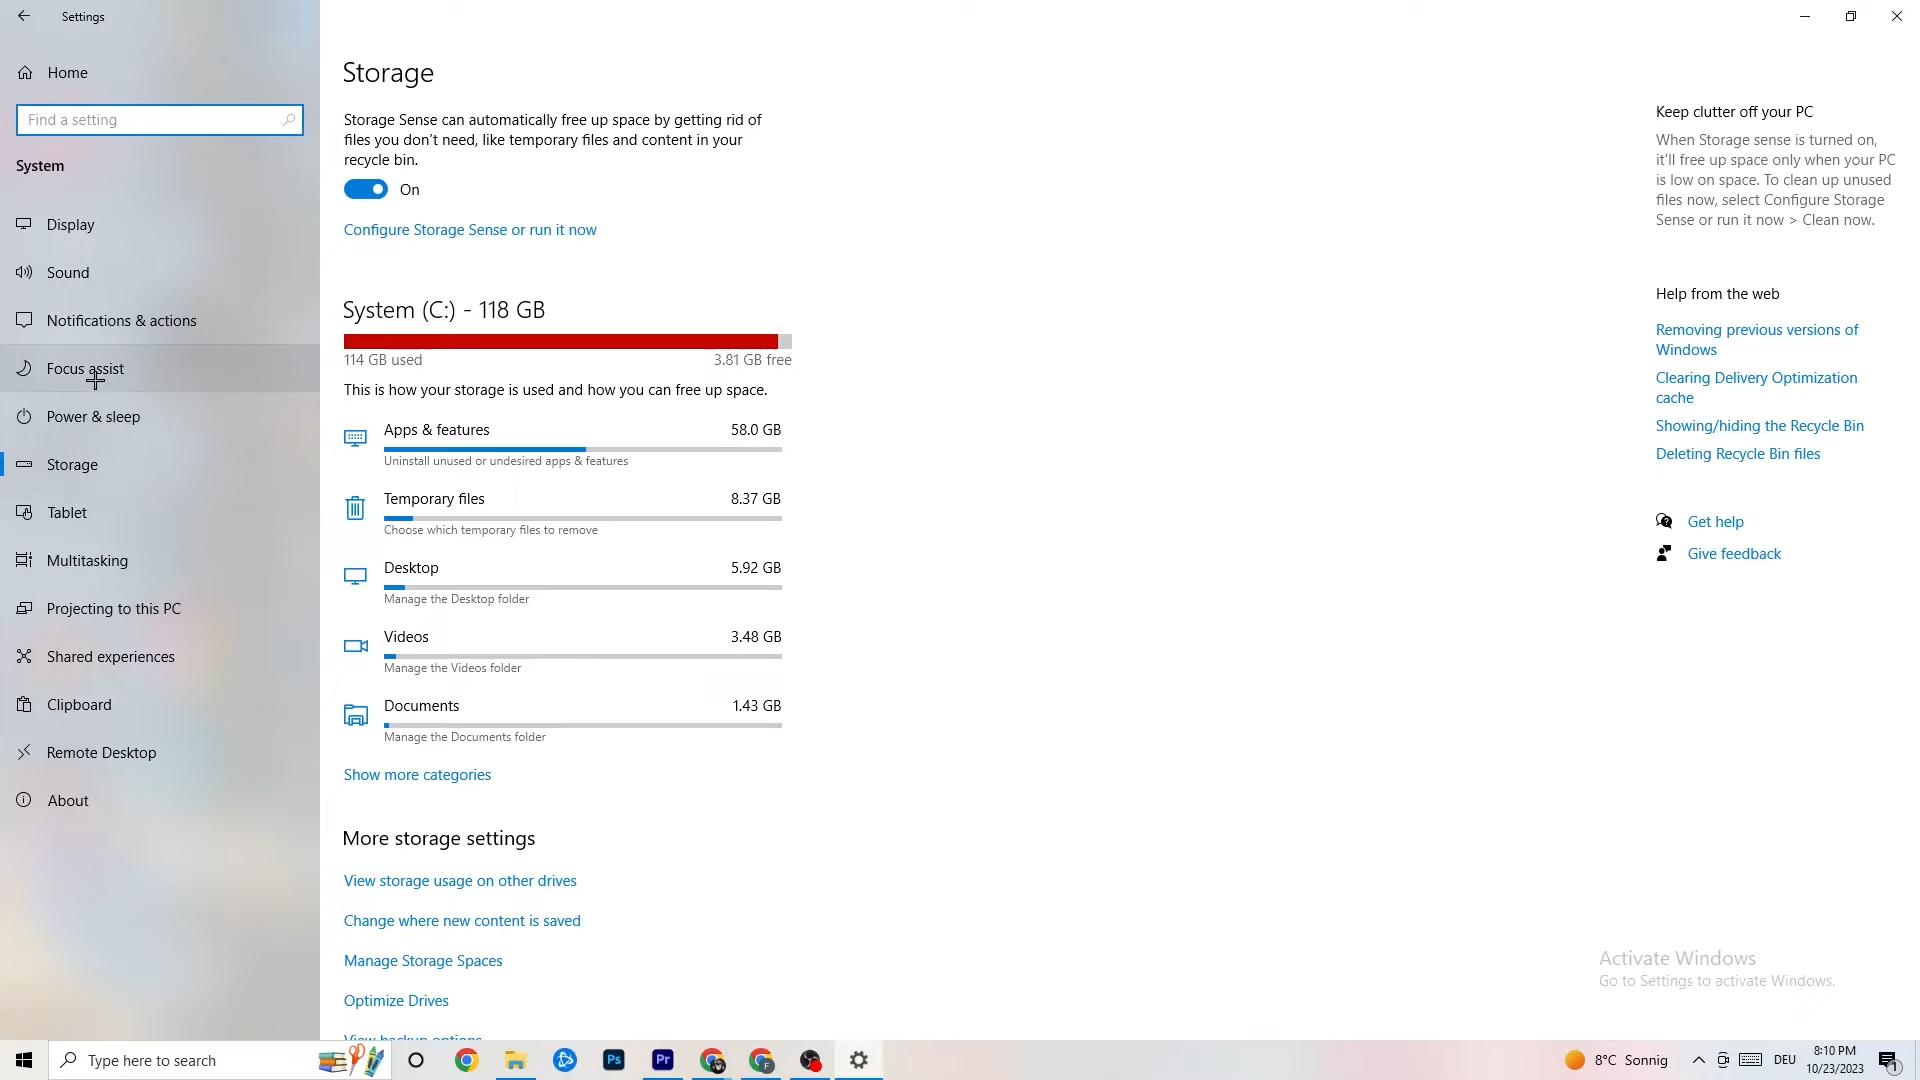 Settings
Home
Find a setting
System
Display
Sound
Notifications & actions
Focus assist
Power & sleep
Storage
Tablet
Multitasking
Projecting to this PC
Shared experiences
Clipboard
Remote Desktop
About
Storage
Storage Sense can automatically free up space by getting rid of
files you don't need, like temporary files and content in your
recycle bin.
On
Configure Storage Sense or run it now
System (C:) - 118 GB
114 GB used 3.81 GB free
This is how your storage is used and how you can free up space.
Apps & features 58.0 GB
Uninstall unused or undesired apps & features
Temporary files 8.37 GB
Choose which temporary files to remove
Desktop 5.92 GB
Manage the Desktop folder
Videos 3.48 GB
Manage the Videos folder
Documents 1.43 GB
Manage the Documents folder
Show more categories
More storage settings
View storage usage on other drives
Change where new content is saved
Manage Storage Spaces
Optimize Drives
View backup options
Keep clutter off your PC
When Storage sense is turned on,
it'll free up space only when your PC
is low on space. To clean up unused
files now, select Configure Storage
Sense or run it now > Clean now.
Help from the web
Removing previous versions of
Windows
Clearing Delivery Optimization
cache
Showing/hiding the Recycle Bin
Deleting Recycle Bin files
Get help
Give feedback
Activate Windows
Go to Settings to activate Windows.
Type here to search
Ps
Pr
F
8°C Sonnig
DEU
8:10 PM
10/23/2023
1